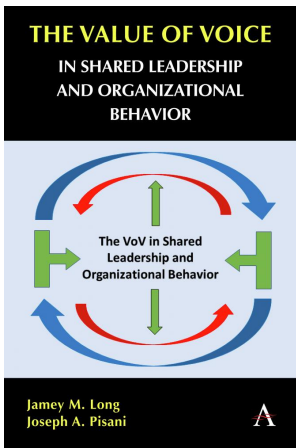 THE VALUE OF VOICE
IN SHARED LEADERSHIP
AND ORGANIZATIONAL
BEHAVIOR
The VoV in Shared
Leadership and
Organizational Behavior
Jamey M. Long
Joseph A. Pisani
A